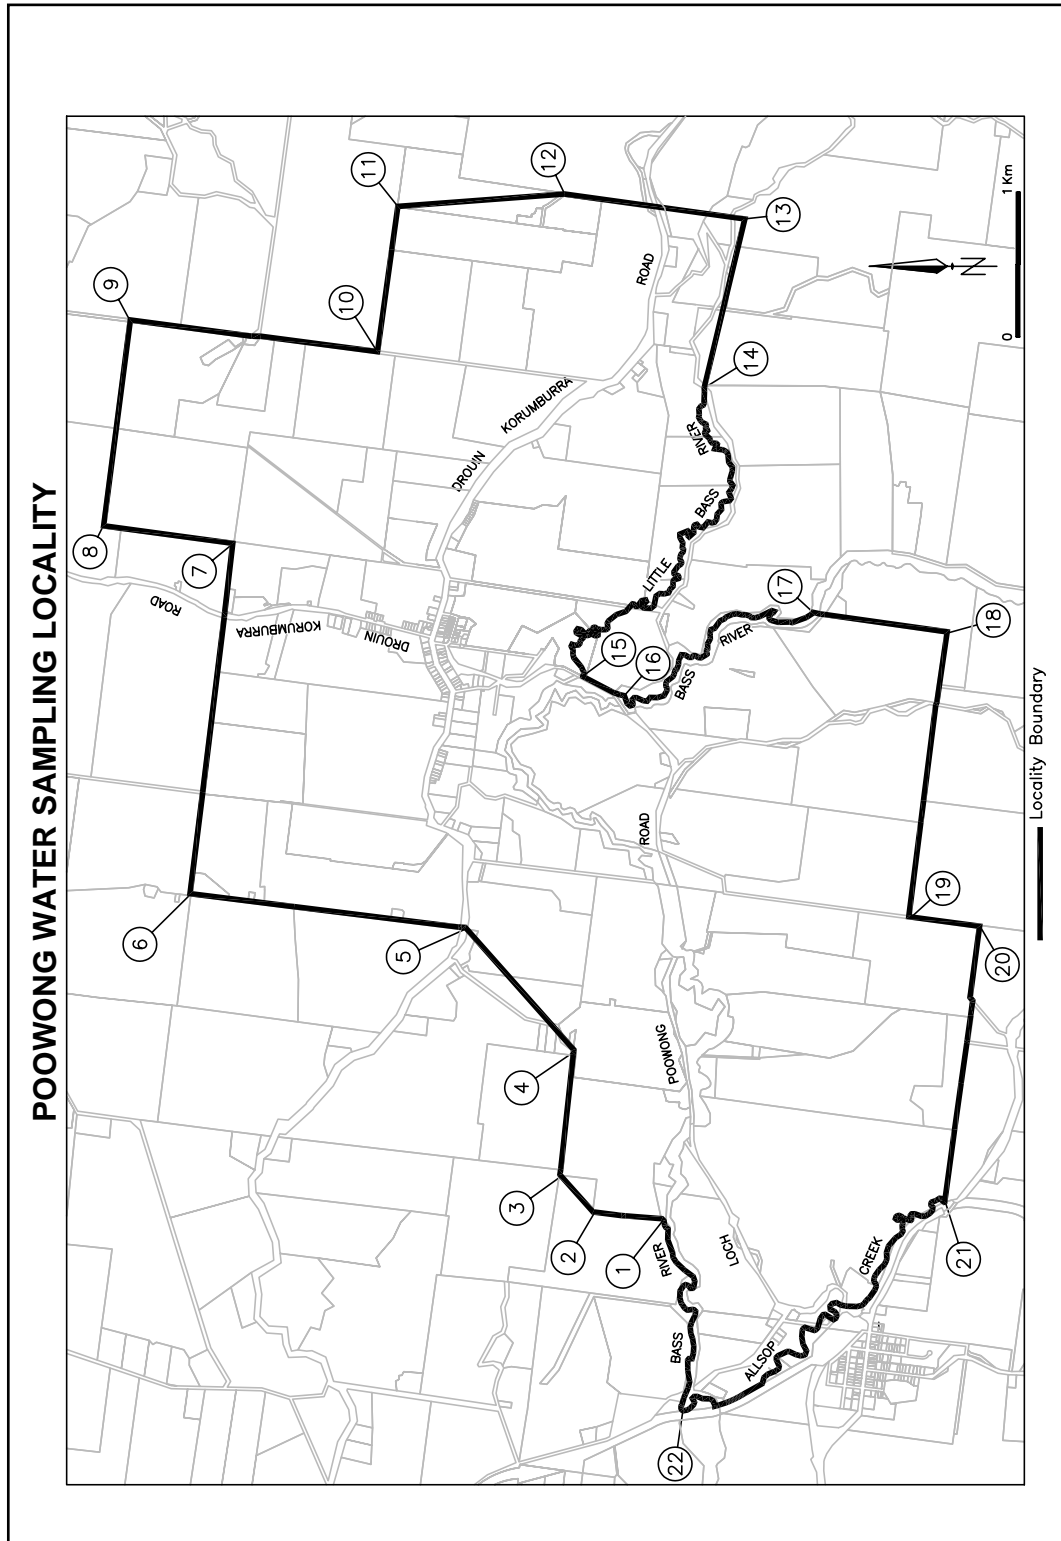 POOWONG WATER SAMPLING LOCALITY
1
2
3
4
5
6
7
8
9
10
11
12
13
14
15
16
17
18
19
20
21
22
ROAD
KORUMBURRA
DROUIN
DROUIN
KORUMBURRA
ROAD
LITTLE
BASS
RIVER
BASS
RIVER
LOCH
POOWONG
ROAD
BASS
RIVER
ALLSOP
CREEK
N
0
1 Km
Locality Boundary